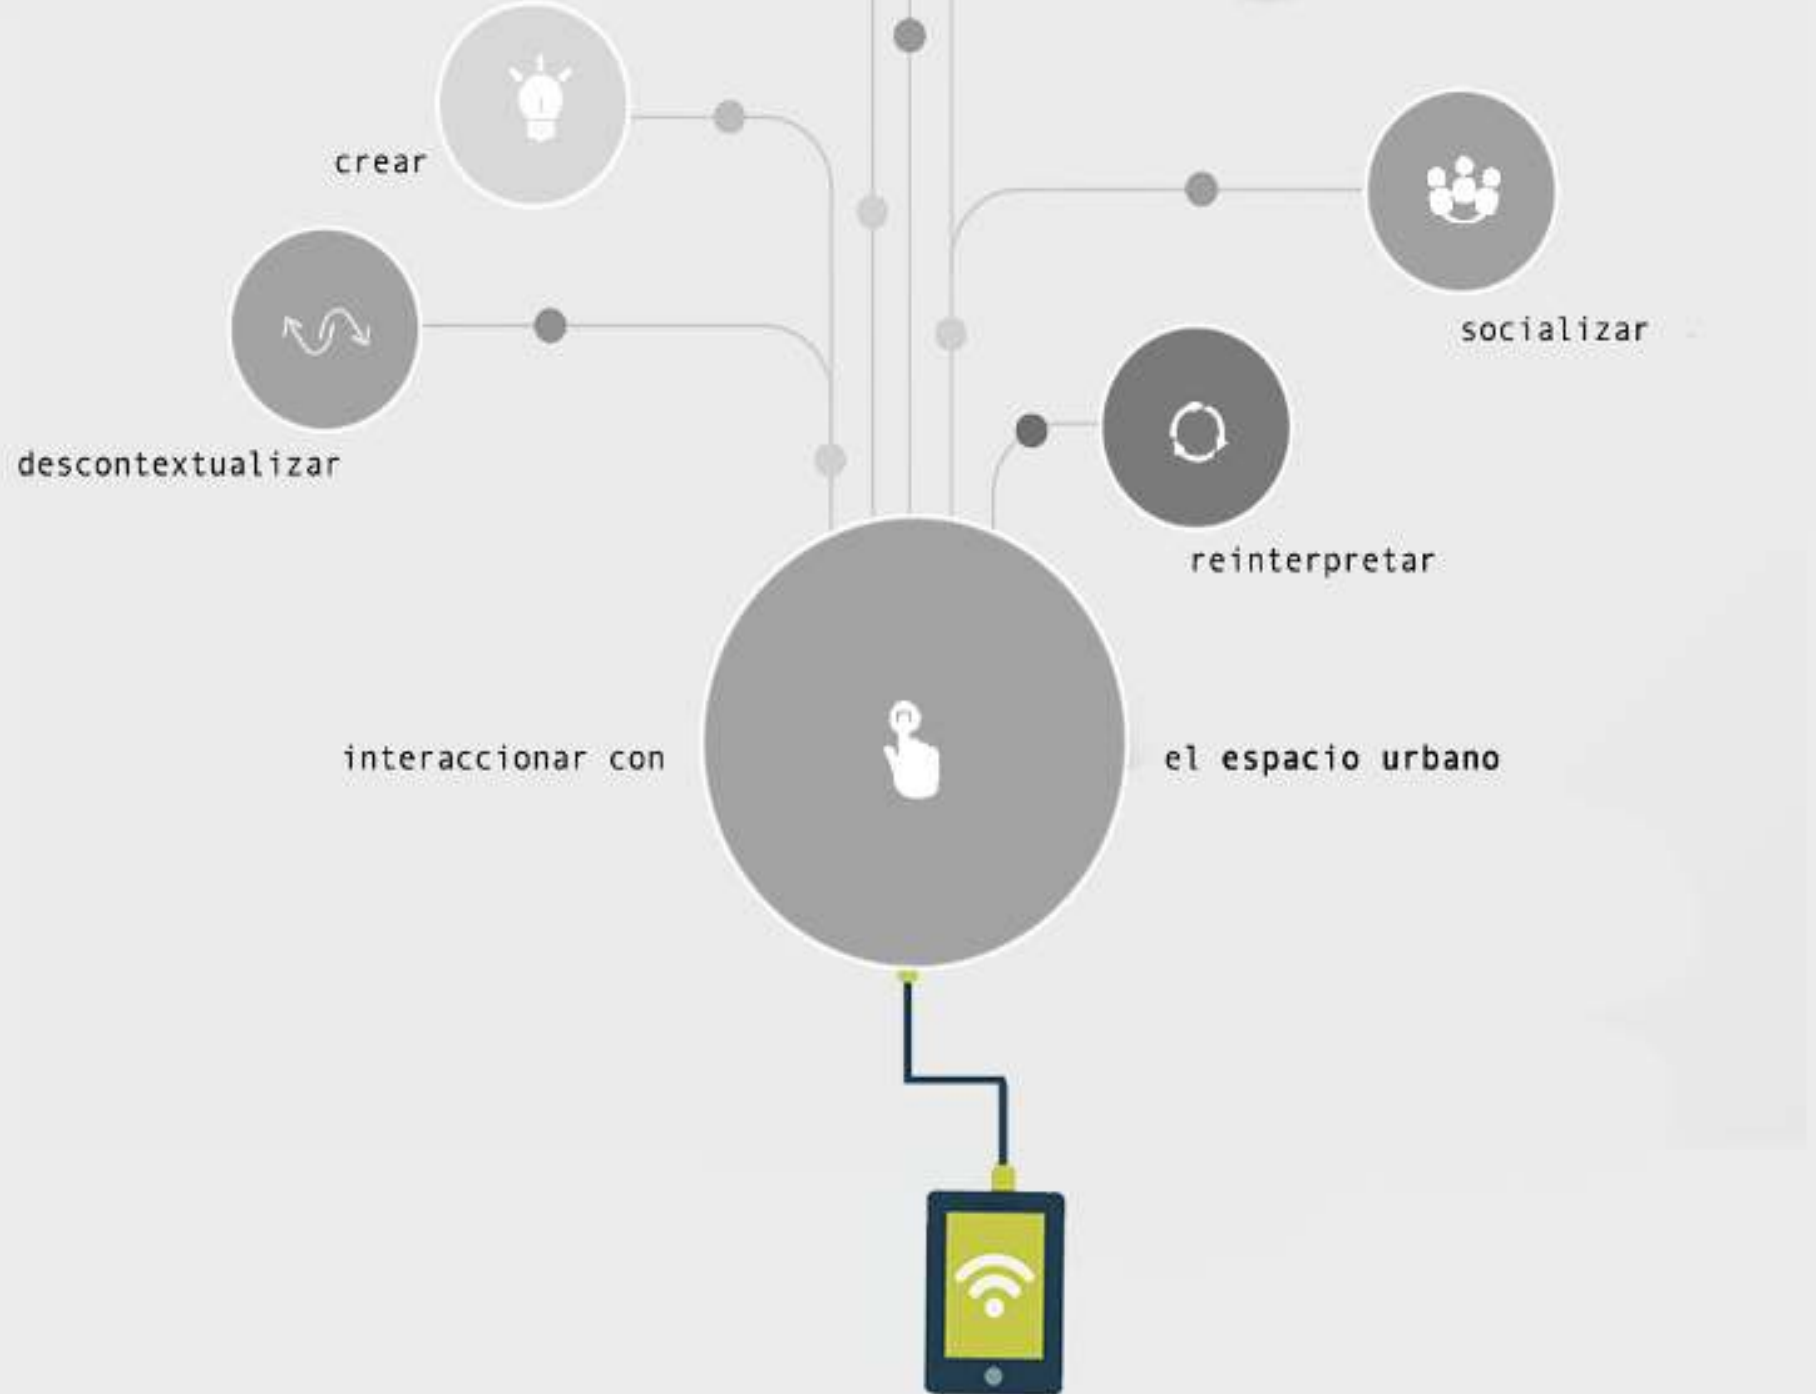 crear
socializar
descontextualizar
reinterpretar
interaccionar con
el espacio urbano